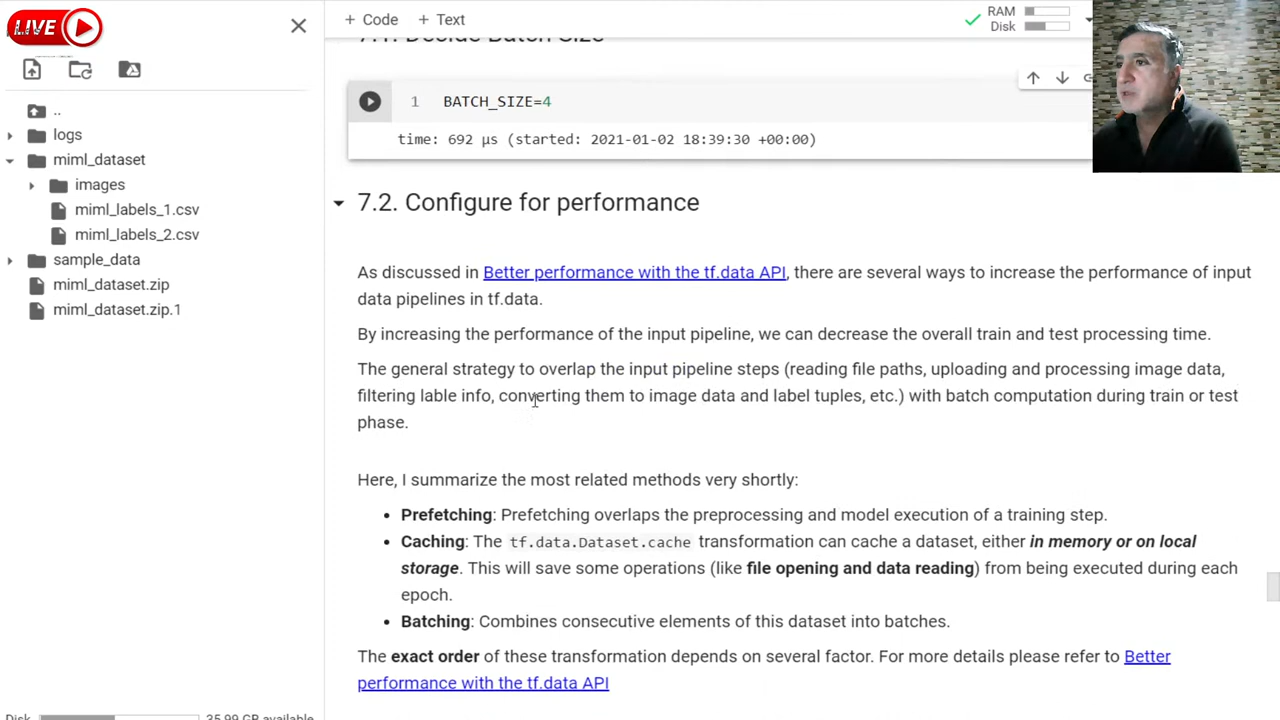 LIVE
+ Code + Text
RAM
Disk
7.1. Decide Batch Size
..
logs
miml_dataset
images
miml_labels_1.csv
miml_labels_2.csv
sample_data
miml_dataset.zip
miml_dataset.zip.1
1 BATCH_SIZE=4
time: 692 µs (started: 2021-01-02 18:39:30 +00:00)
7.2. Configure for performance
As discussed in Better performance with the tf.data API, there are several ways to increase the performance of input
data pipelines in tf.data.
By increasing the performance of the input pipeline, we can decrease the overall train and test processing time.
The general strategy to overlap the input pipeline steps (reading file paths, uploading and processing image data,
filtering lable info, converting them to image data and label tuples, etc.) with batch computation during train or test
phase.
Here, I summarize the most related methods very shortly:
• Prefetching: Prefetching overlaps the preprocessing and model execution of a training step.
• Caching: The tf.data.Dataset.cache transformation can cache a dataset, either in memory or on local
storage. This will save some operations (like file opening and data reading) from being executed during each
epoch.
• Batching: Combines consecutive elements of this dataset into batches.
The exact order of these transformation depends on several factor. For more details please refer to Better
performance with the tf.data API
Disk 35.99 GB available